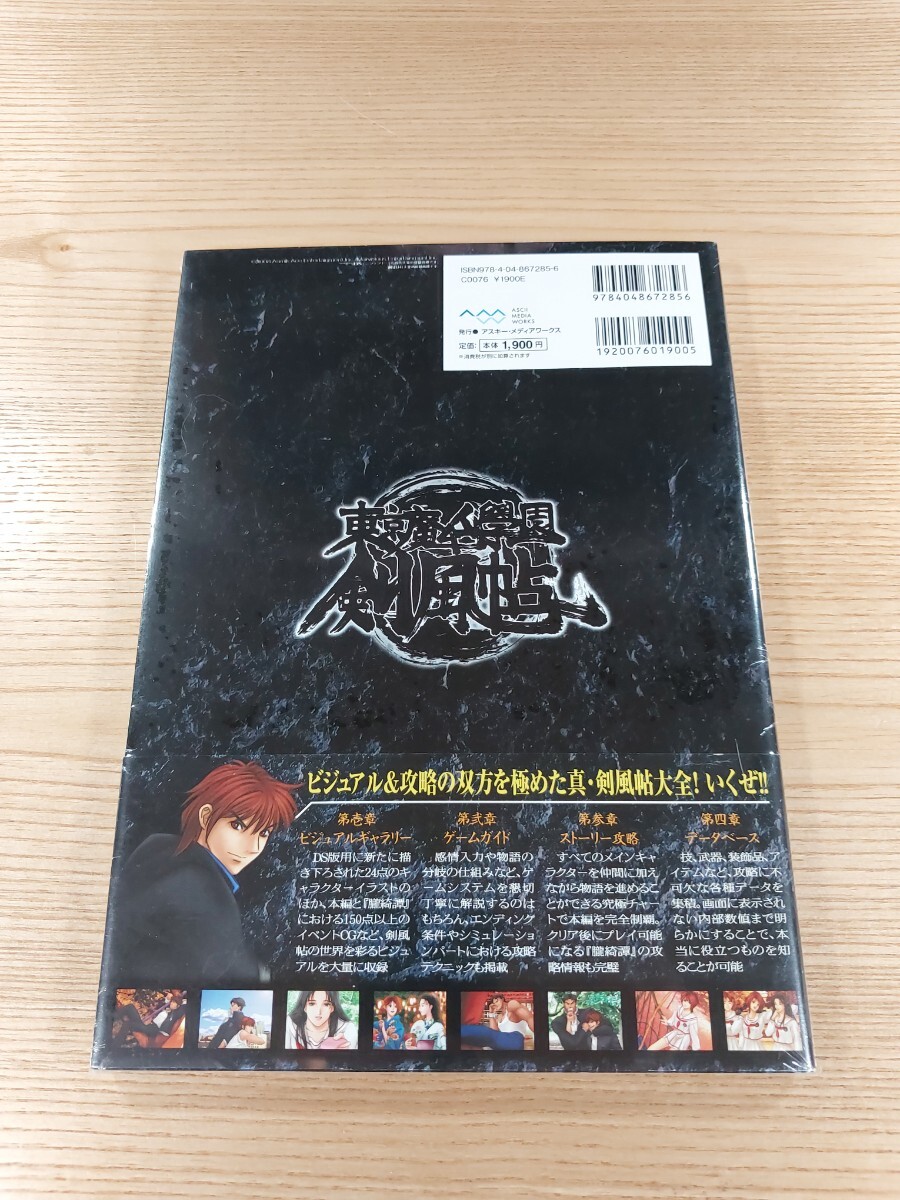 ISBN978-4-04-867285-6
C0076 ¥1900E
9784048672856
ASCII
MEDIA
WORKS
発行●アスキー・メディアワークス
定価: 本体 1,900 円
※消費税が別に加算されます
1920076019005
東京魔人學園
剣風帖
ビジュアル&攻略の双方を極めた真・剣風帖大全! いくぜ!!
第壱章
ビジュアルギャラリー
DS版用に新たに描
き下ろされた24点のキ
ャラクターイラストの
ほか、本編と『朧綺譚』
における150点以上の
イベントCGなど、剣風
帖の世界を彩るビジュ
アルを大量に収録
第弐章
ゲームガイド
感情入力や物語の
分岐の仕組みなど、ゲ
ームシステムを懇切
丁寧に解説するのは
もちろん、エンディング
条件やシミュレーショ
ンパートにおける攻略
テクニックも掲載
第参章
ストーリー攻略
すべてのメインキャ
ラクターを仲間に加え
ながら物語を進めるこ
とができる究極チャー
トで本編を完全制覇。
クリア後にプレイ可能
になる『朧綺譚』の攻
略情報も完璧
第四章
データベース
技、武器、装飾品、ア
イテムなど、攻略に不
可欠な各種データを
集積。画面に表示され
ない内部数値まで明
らかにすることで、本
当に役立つものを知
ることが可能